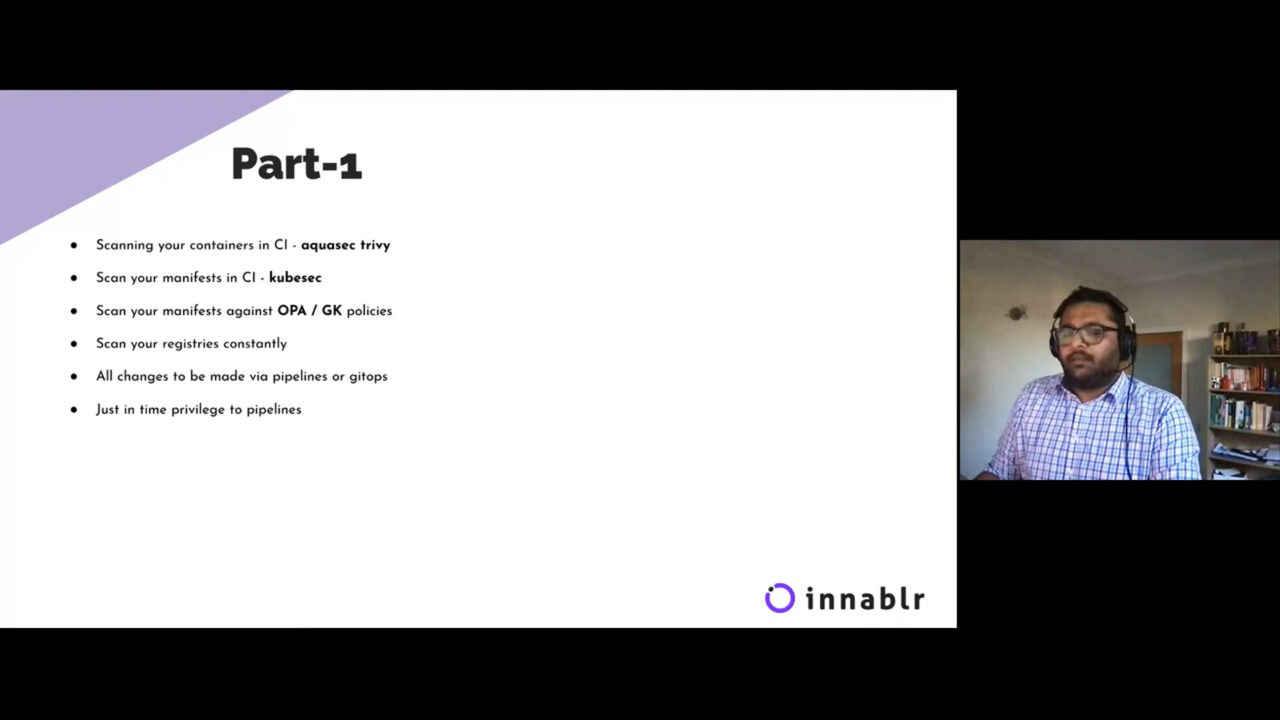 Part-1
● Scanning your containers in CI - aquasec trivy
● Scan your manifests in CI - kubesec
● Scan your manifests against OPA / GK policies
● Scan your registries constantly
● All changes to be made via pipelines or gitops
● Just in time privilege to pipelines
innablr